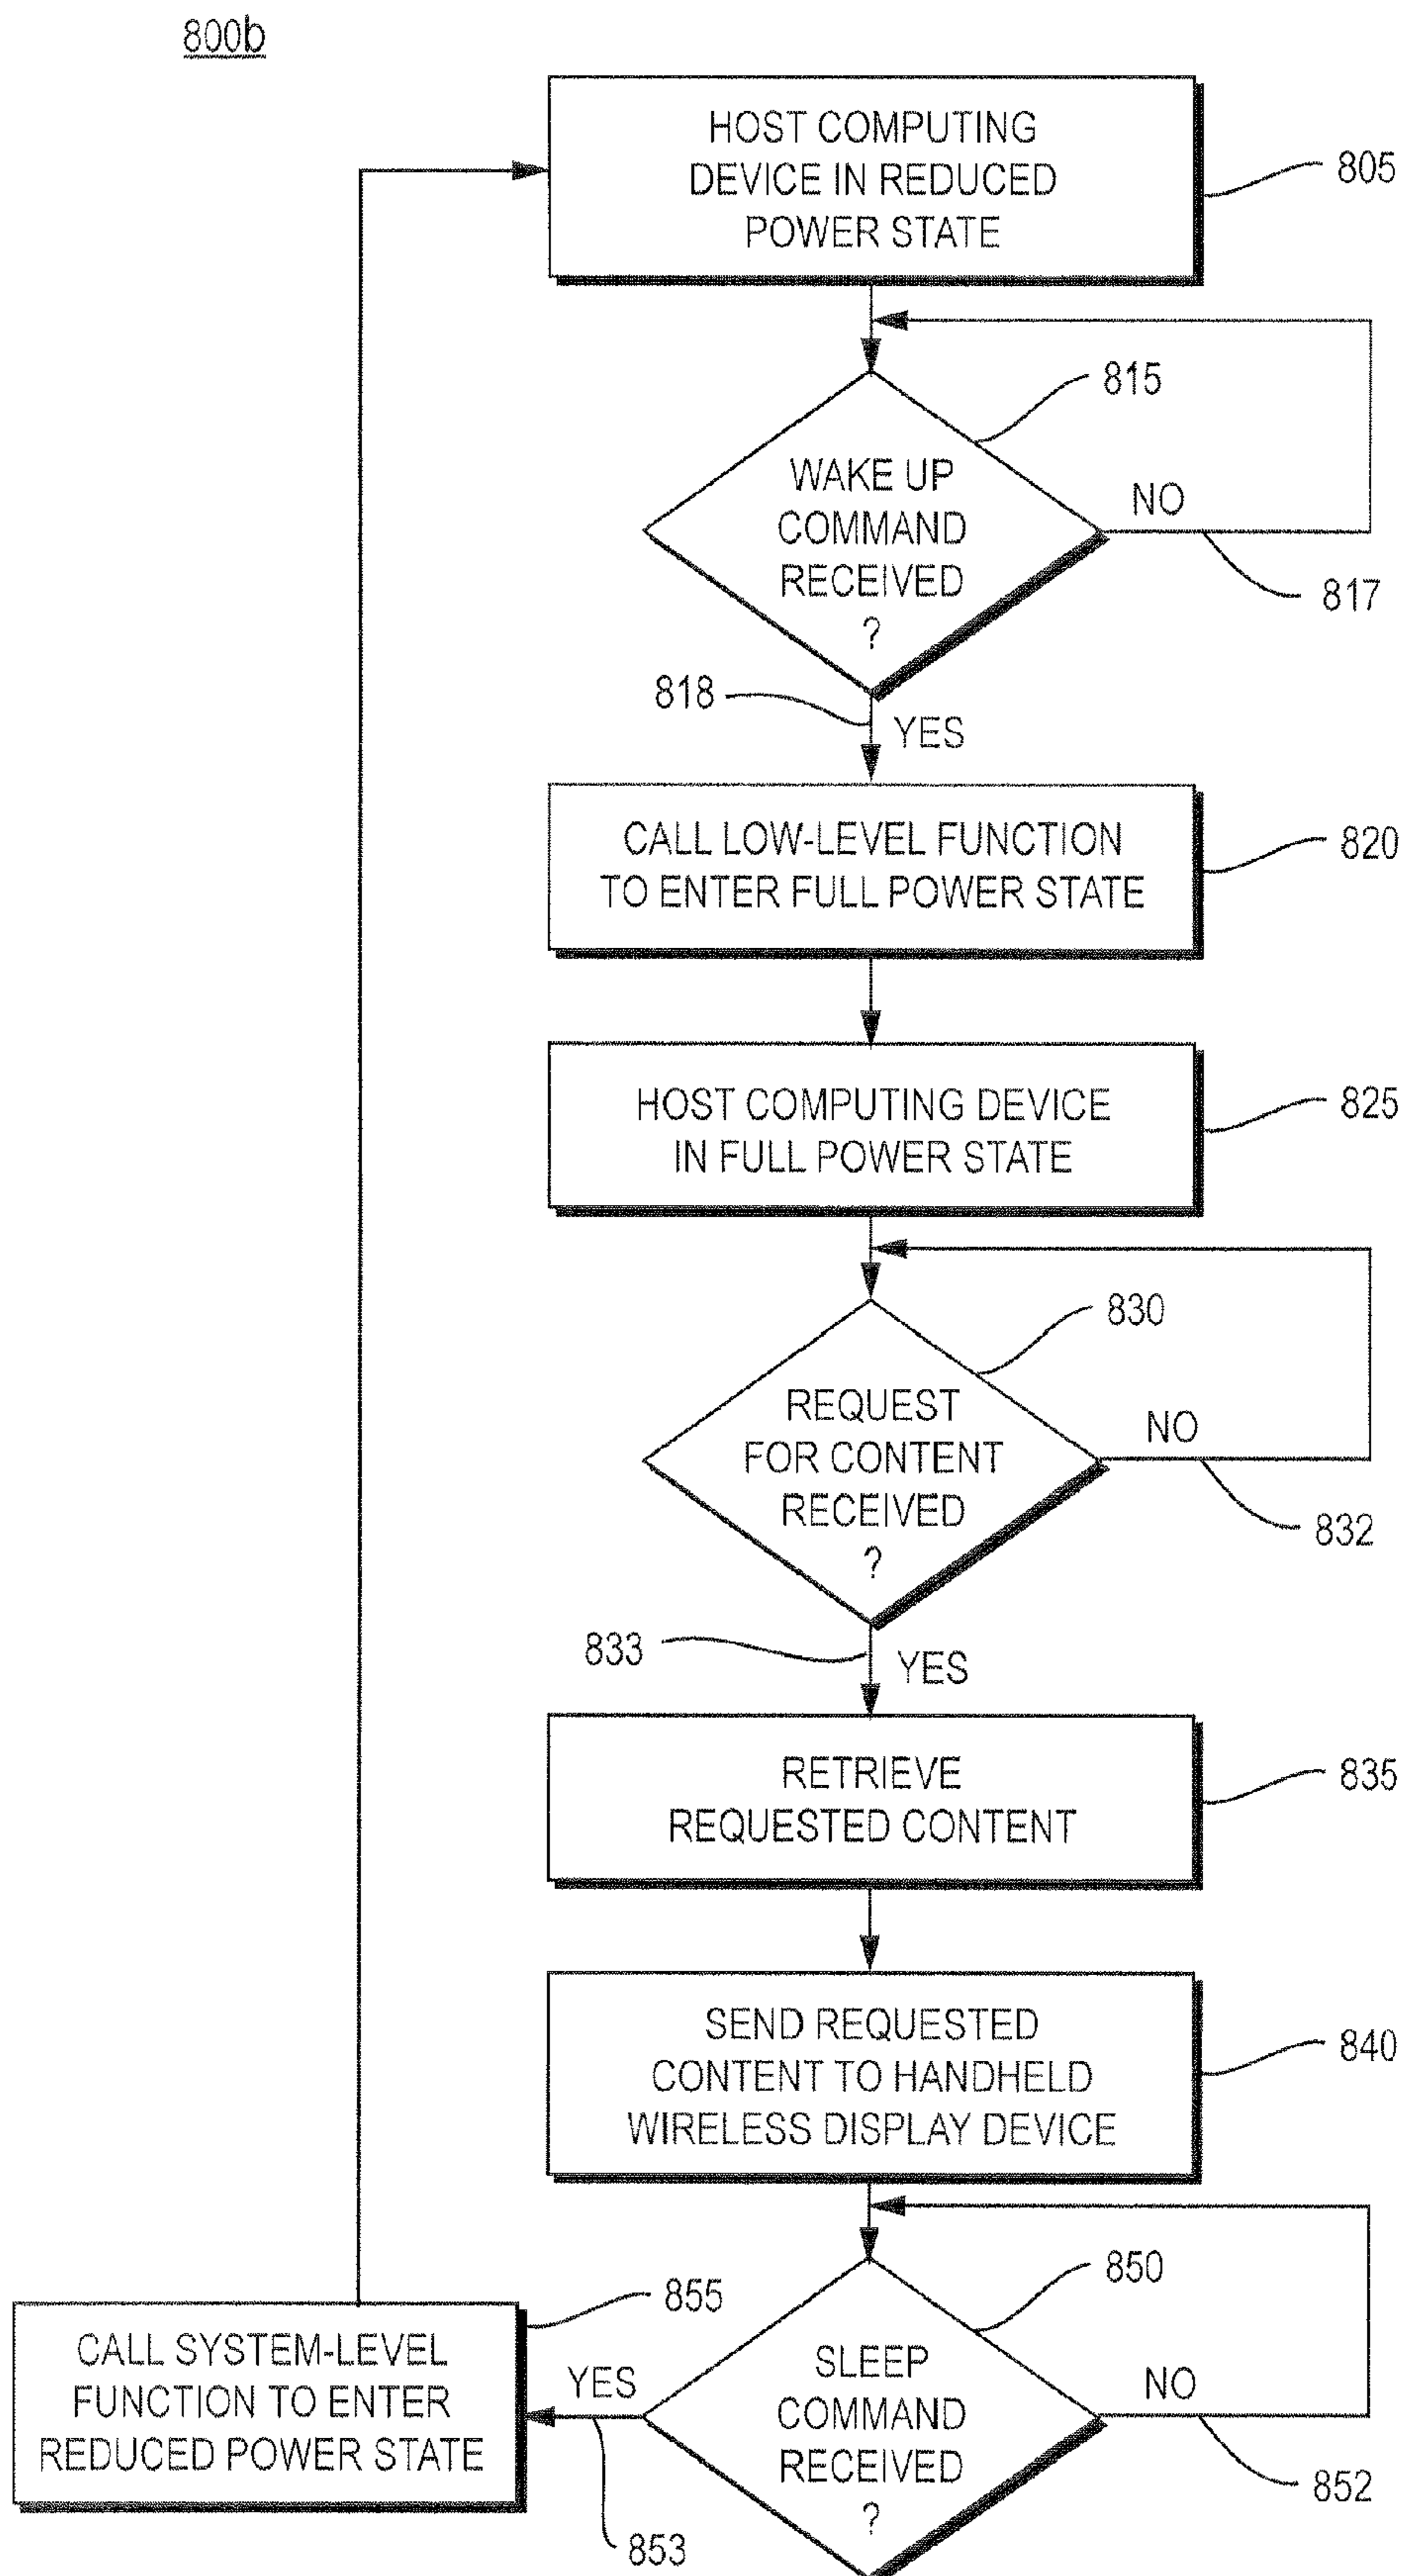 800b
HOST COMPUTING
DEVICE IN REDUCED
POWER STATE
805
815
WAKE UP
COMMAND
RECEIVED
?
NO
817
818
YES
CALL LOW-LEVEL FUNCTION
TO ENTER FULL POWER STATE
820
HOST COMPUTING DEVICE
IN FULL POWER STATE
825
830
REQUEST
FOR CONTENT
RECEIVED
?
NO
832
833
YES
RETRIEVE
REQUESTED CONTENT
835
SEND REQUESTED
CONTENT TO HANDHELD
WIRELESS DISPLAY DEVICE
840
850
SLEEP
COMMAND
RECEIVED
?
NO
852
YES
853
855
CALL SYSTEM-LEVEL
FUNCTION TO ENTER
REDUCED POWER STATE